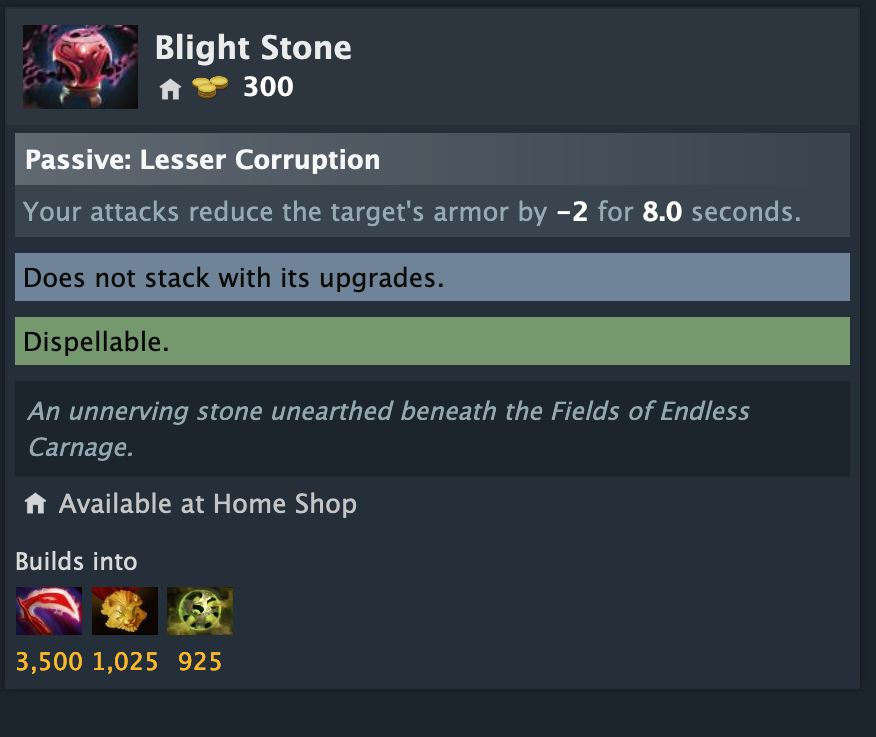 Blight Stone
300
Passive: Lesser Corruption
Your attacks reduce the target's armor by -2 for 8.0 seconds.
Does not stack with its upgrades.
Dispellable.
An unnerving stone unearthed beneath the Fields of Endless
Carnage.
Available at Home Shop
Builds into
3,500 1,025 925